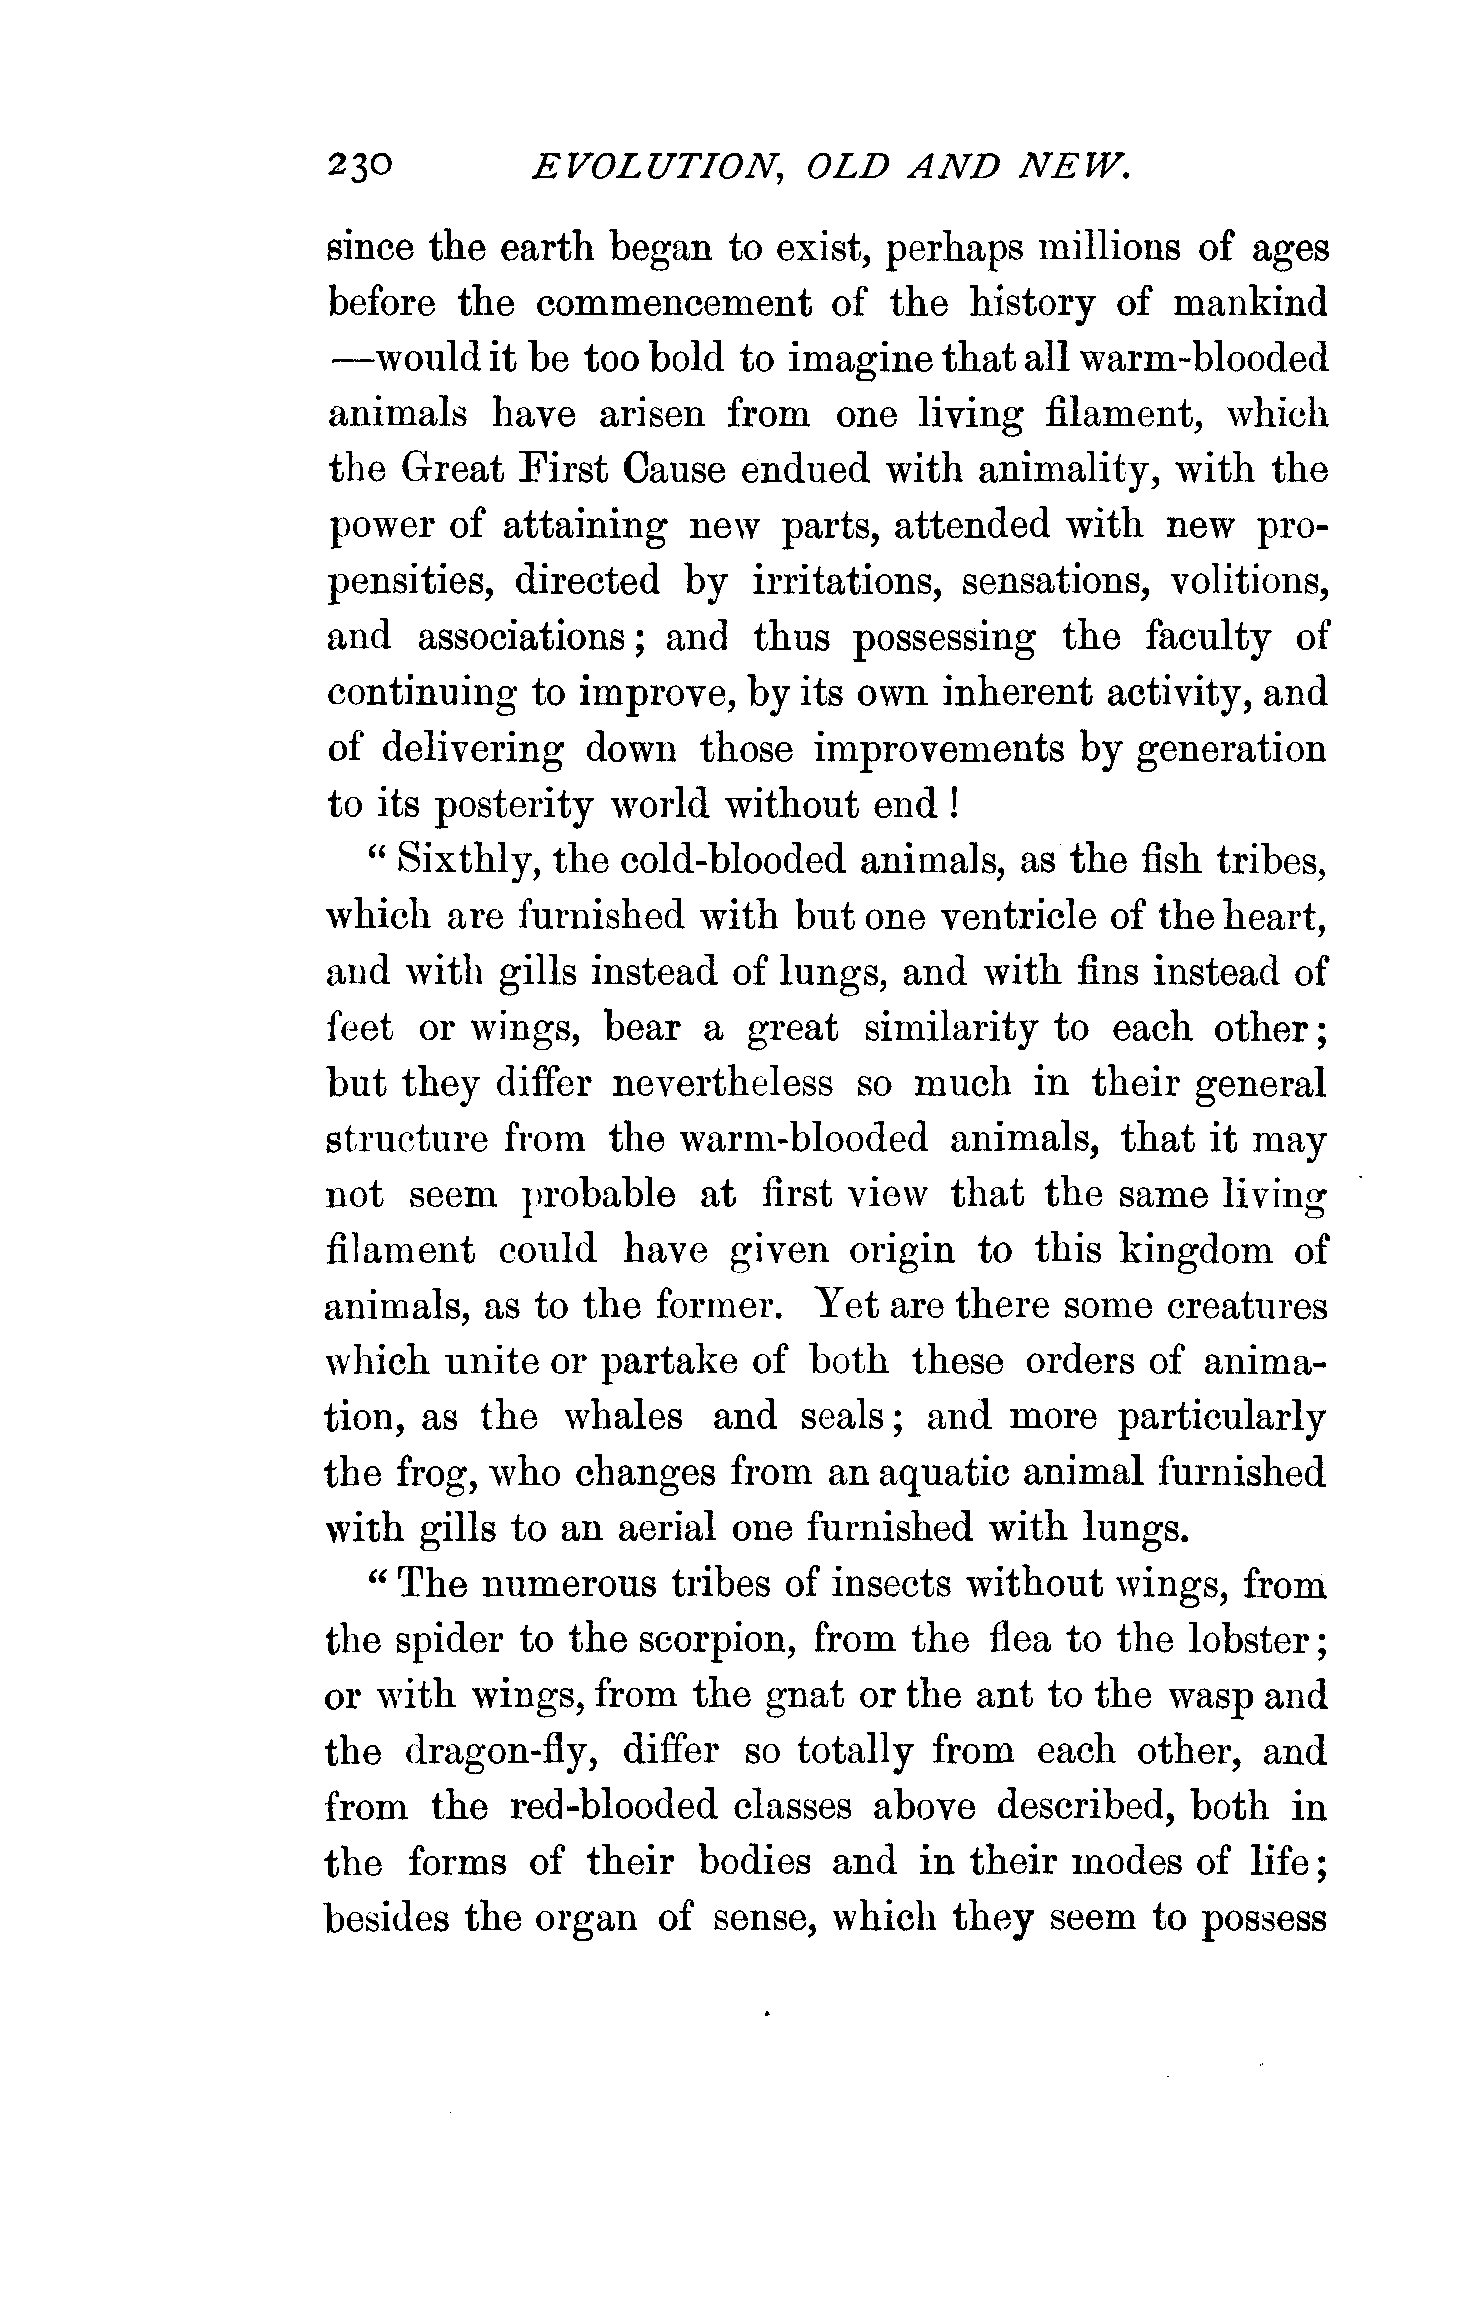 230 EVOLUTION, OLD AND NEW.
since the earth began to exist, perhaps millions of ages
before the commencement of the history of mankind
—would it be too bold to imagine that all warm-blooded
animals have arisen from one living filament, which
the Great First Cause endued with animality, with the
power of attaining new parts, attended with new pro-
pensities, directed by irritations, sensations, volitions,
and associations; and thus possessing the faculty of
continuing to improve, by its own inherent activity, and
of delivering down those improvements by generation
to its posterity world without end!
" Sixthly, the cold-blooded animals, as the fish tribes,
which are furnished with but one ventricle of the heart,
and with gills instead of lungs, and with fins instead of
feet or wings, bear a great similarity to each other;
but they differ nevertheless so much in their general
structure from the warm-blooded animals, that it may
not seem probable at first view that the same living
filament could have given origin to this kingdom of
animals, as to the former. Yet are there some creatures
which unite or partake of both these orders of anima-
tion, as the whales and seals; and more particularly
the frog, who changes from an aquatic animal furnished
with gills to an aerial one furnished with lungs.
" The numerous tribes of insects without wings, from
the spider to the scorpion, from the flea to the lobster;
or with wings, from the gnat or the ant to the wasp and
the dragon-fly, differ so totally from each other, and
from the red-blooded classes above described, both in
the forms of their bodies and in their modes of life;
besides the organ of sense, which they seem to possess